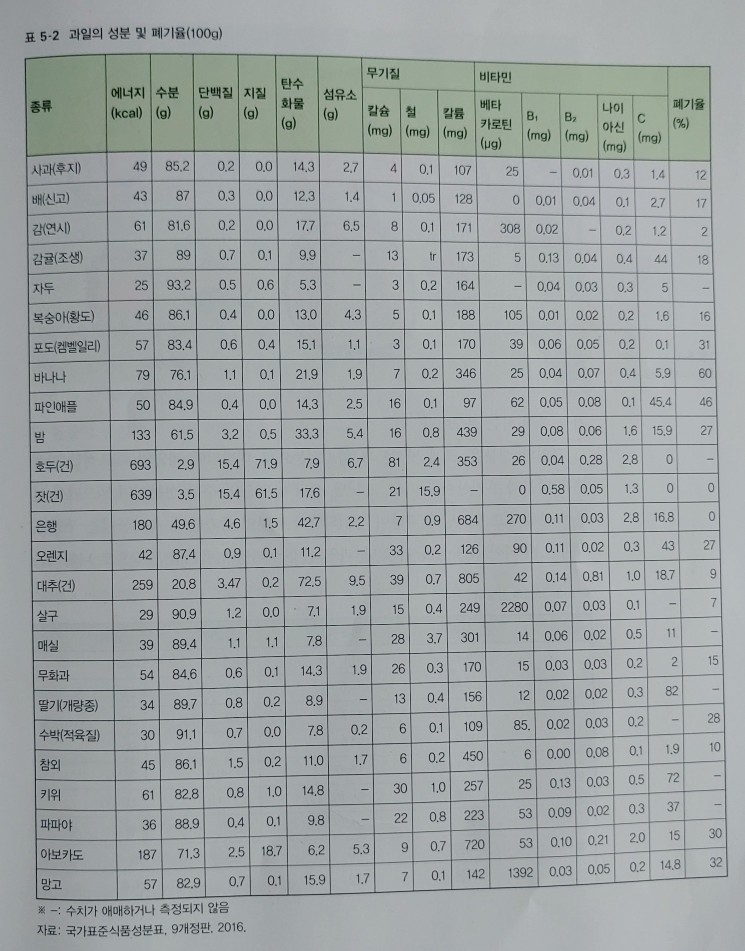 표 5-2 과일의 성분 및 폐기율(100g)
종류 에너지 (kcal) 수분 (g) 단백질 (g) 지질 (g) 탄수화물 (g) 섬유소 (g) 무기질 칼슘 (mg) 철 (mg) 칼륨 (mg) 비타민 베타카로틴 (μg) B₁ (mg) B₂ (mg) 나이아신 (mg) C (mg) 폐기율 (%)
사과(후지) 49 85.2 0.2 0.0 14.3 2.7 4 0.1 107 25 - 0.01 0.3 1.4 12
배(신고) 43 87 0.3 0.0 12.3 1.4 1 0.05 128 0 0.01 0.04 0.1 2.7 17
감(연시) 61 81.6 0.2 0.0 17.7 6.5 8 0.1 171 308 0.02 - 0.2 1.2 2
감귤(조생) 37 89 0.7 0.1 9.9 - 13 tr 173 5 0.13 0.04 0.4 44 18
자두 25 93.2 0.5 0.6 5.3 - 3 0.2 164 - 0.04 0.03 0.3 5 -
복숭아(황도) 46 86.1 0.4 0.0 13.0 4.3 5 0.1 188 105 0.01 0.02 0.2 1.6 16
포도(켐벨일리) 57 83.4 0.6 0.4 15.1 1.1 3 0.1 170 39 0.06 0.05 0.2 0.1 31
바나나 79 76.1 1.1 0.1 21.9 1.9 7 0.2 346 25 0.04 0.07 0.4 5.9 60
파인애플 50 84.9 0.4 0.0 14.3 2.5 16 0.1 97 62 0.05 0.08 0.1 45.4 46
밤 133 61.5 3.2 0.5 33.3 5.4 16 0.8 439 29 0.08 0.06 1.6 15.9 27
호두(건) 693 2.9 15.4 71.9 7.9 6.7 81 2.4 353 26 0.04 0.28 2.8 0 -
잣(건) 639 3.5 15.4 61.5 17.6 - 21 15.9 - 0 0.58 0.05 1.3 0 0
은행 180 49.6 4.6 1.5 42.7 2.2 7 0.9 684 270 0.11 0.03 2.8 16.8 0
오렌지 42 87.4 0.9 0.1 11.2 - 33 0.2 126 90 0.11 0.02 0.3 43 27
대추(건) 259 20.8 3.47 0.2 72.5 9.5 39 0.7 805 42 0.14 0.81 1.0 18.7 9
살구 29 90.9 1.2 0.0 7.1 1.9 15 0.4 249 2280 0.07 0.03 0.1 - 7
매실 39 89.4 1.1 1.1 7.8 - 28 3.7 301 14 0.06 0.02 0.5 11 -
무화과 54 84.6 0.6 0.1 14.3 1.9 26 0.3 170 15 0.03 0.03 0.2 2 15
딸기(개량종) 34 89.7 0.8 0.2 8.9 - 13 0.4 156 12 0.02 0.02 0.3 82 -
수박(적육질) 30 91.1 0.7 0.0 7.8 0.2 6 0.1 109 85. 0.02 0.03 0.2 - 28
참외 45 86.1 1.5 0.2 11.0 1.7 6 0.2 450 6 0.00 0.08 0.1 1.9 10
키위 61 82.8 0.8 1.0 14.8 - 30 1.0 257 25 0.13 0.03 0.5 72 -
파파야 36 88.9 0.4 0.1 9.8 - 22 0.8 223 53 0.09 0.02 0.3 37 -
아보카도 187 71.3 2.5 18.7 6.2 5.3 9 0.7 720 53 0.10 0.21 2.0 15 30
망고 57 82.9 0.7 0.1 15.9 1.7 7 0.1 142 1392 0.03 0.05 0.2 14.8 32
※ -: 수치가 애매하거나 측정되지 않음
자료: 국가표준식품성분표, 9개정판, 2016.